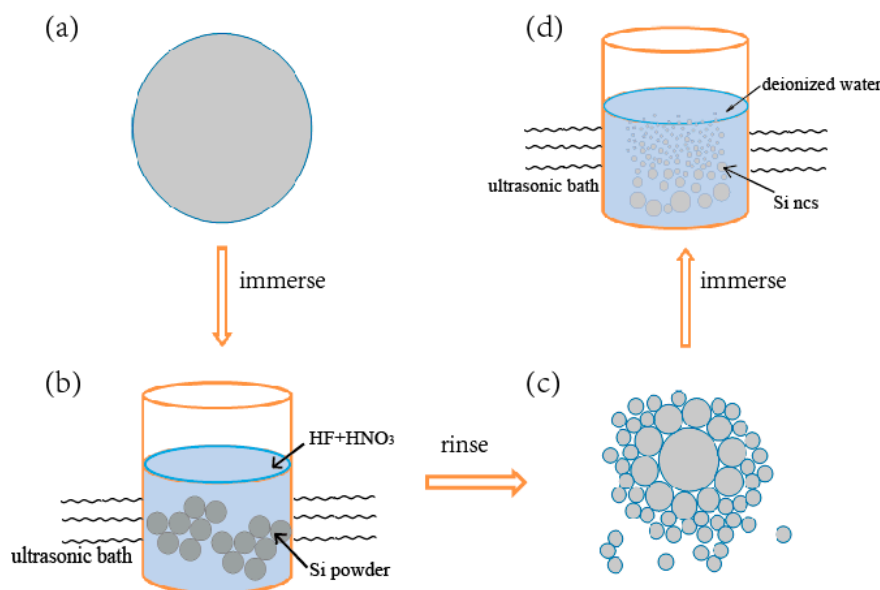 (a)
immerse
(b)
HF+HNO₃
ultrasonic bath
Si powder
rinse
(c)
immerse
(d)
deionized water
ultrasonic bath
Si ncs